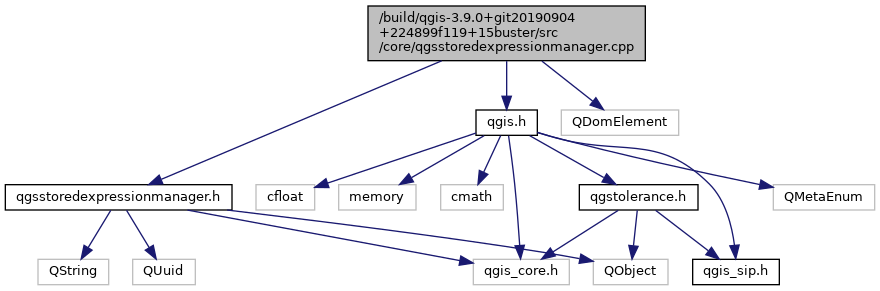 /build/qgis-3.9.0+git20190904
+224899f119+15buster/src
/core/qgsstoredexpressionmanager.cpp
qgis.h
QDomElement
qgsstoredexpressionmanager.h
cfloat
memory
cmath
qgstolerance.h
QMetaEnum
QString
QUuid
qgis_core.h
QObject
qgis_sip.h